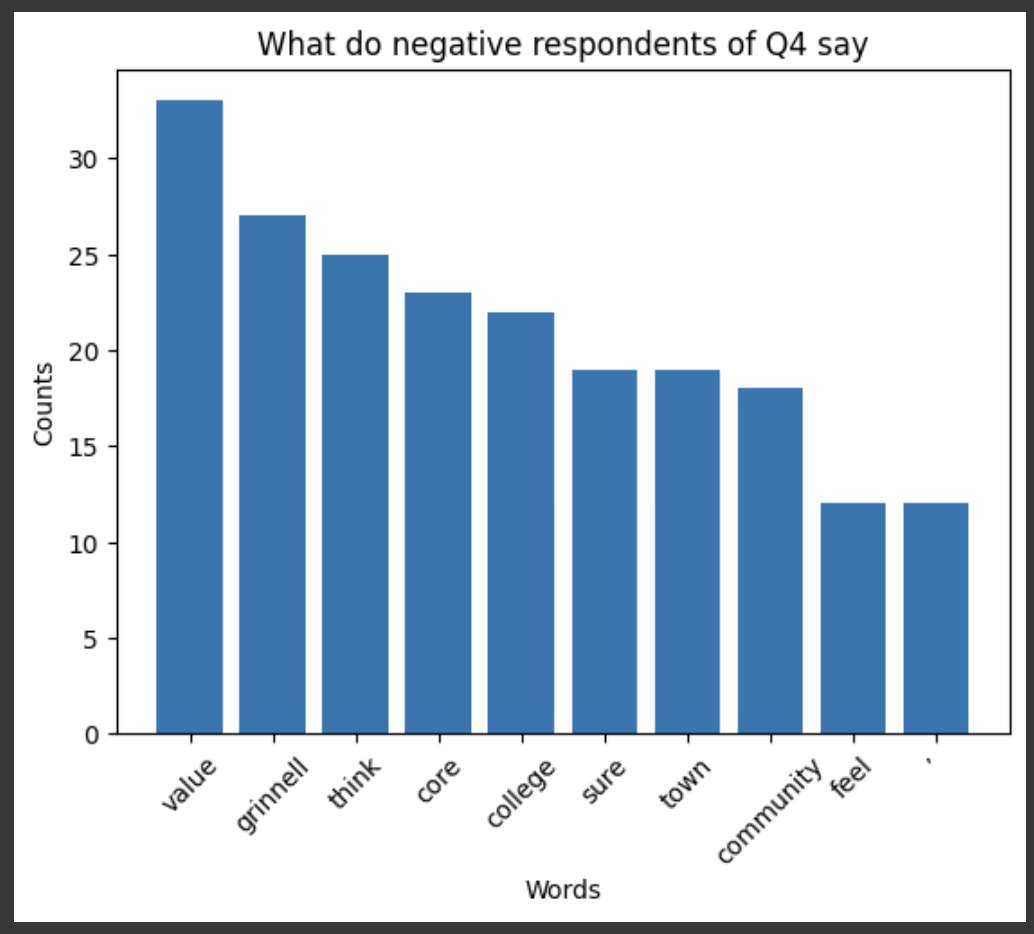 What do negative respondents of Q4 say
Counts
30
25
20
15
10
5
0
value
grinnell
think
core
college
sure
town
community
feel
’
Words